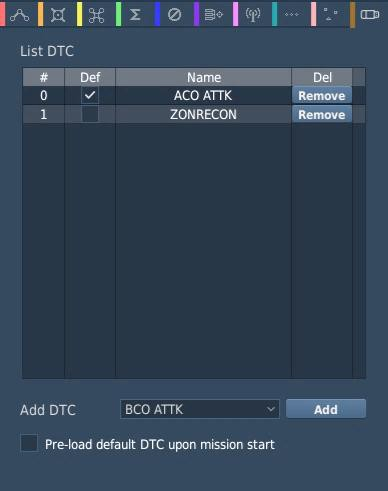 List DTC
# Def Name Del
0 ACO ATTK Remove
1 ZONRECON Remove
Add DTC BCO ATTK Add
Pre-load default DTC upon mission start